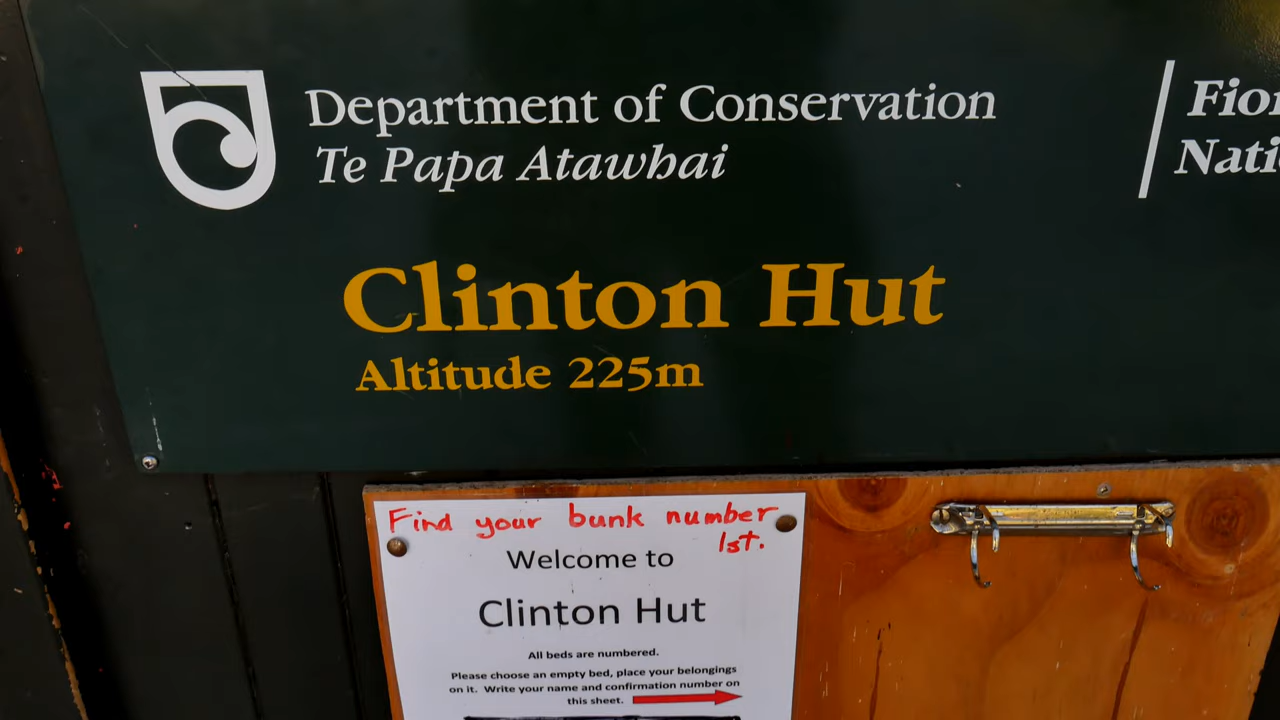 Department of Conservation
Te Papa Atawhai
Fior
Nati
Clinton Hut
Altitude 225m
Find your bunk number
1st.
Welcome to
Clinton Hut
All beds are numbered.
Please choose an empty bed, place your belongings
on it. Write your name and confirmation number on
this sheet.